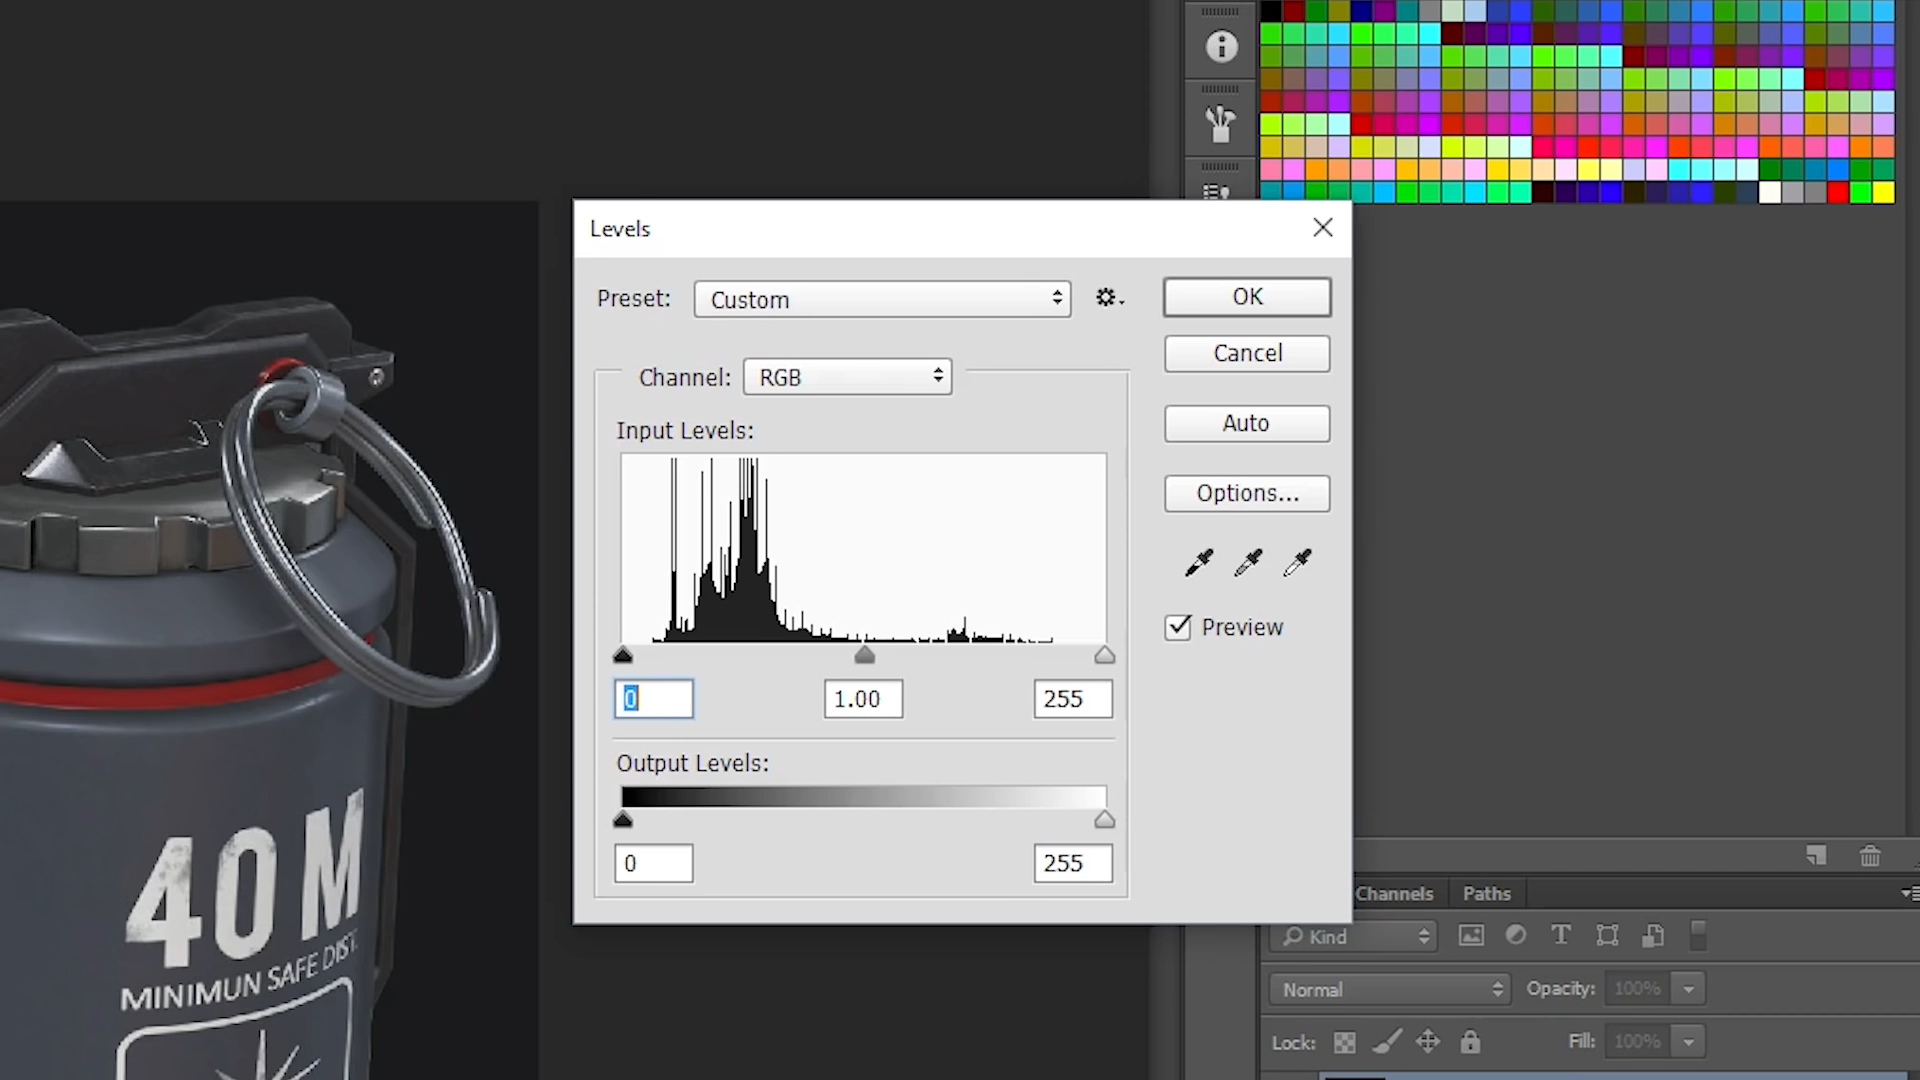 Levels
Preset: Custom
OK
Cancel
Channel: RGB
Auto
Input Levels:
Options...
Preview
0 1.00 255
Output Levels:
0 255
Channels Paths
Kind
Normal Opacity: 100%
Lock: Fill: 100%
40 M
MINIMUN SAFE DIST.